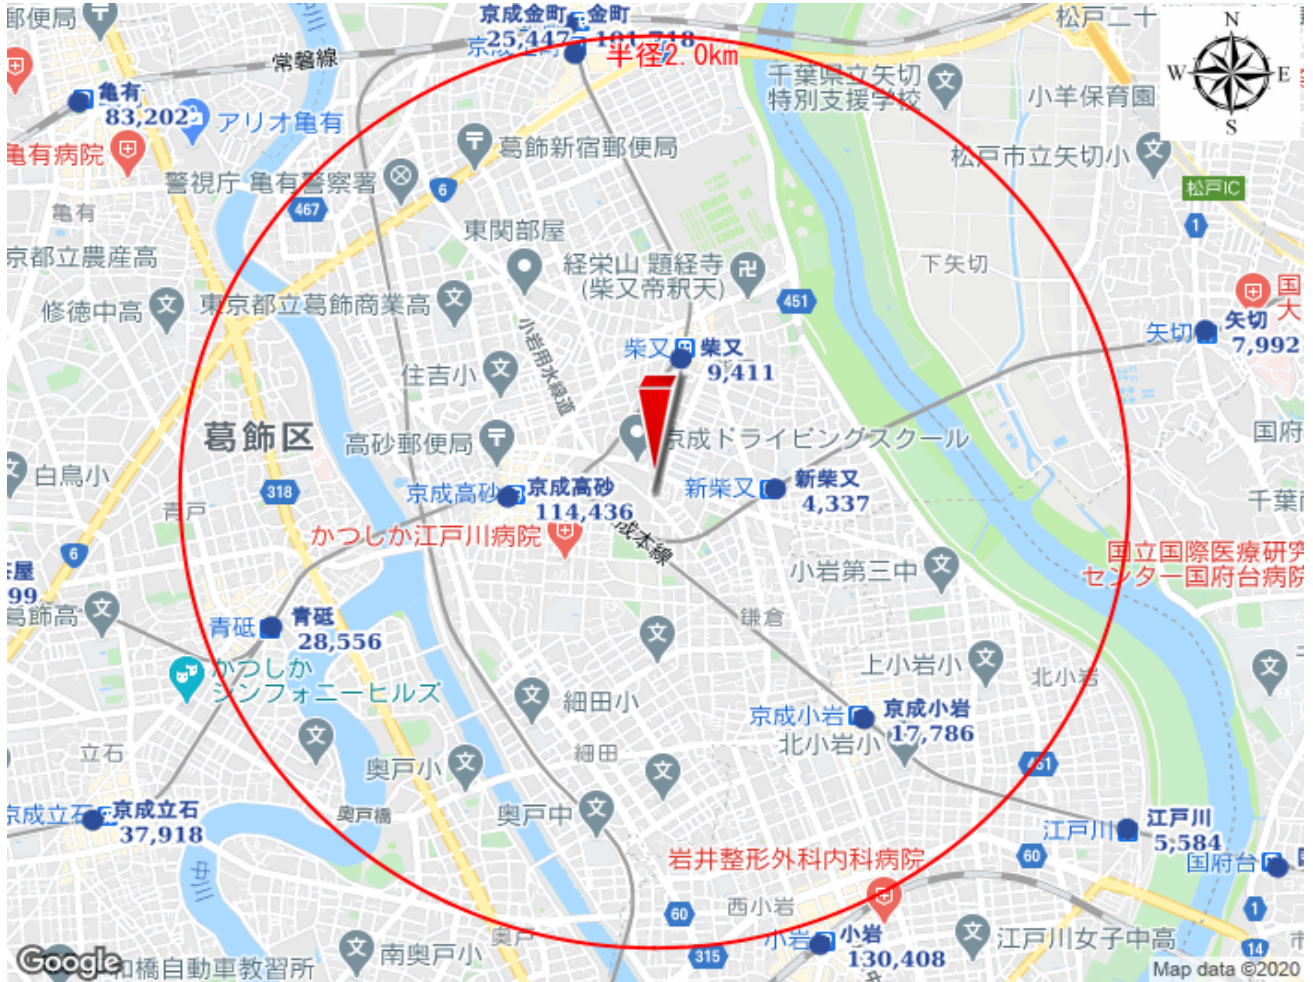 郵便局
京成金町
金町
25,447
101,718
半径2.0km
松戸二十
N
W
E
S
常磐線
千葉県立矢切
特別支援学校
小羊保育園
亀有
83,202
アリオ亀有
亀有病院
葛飾新宿郵便局
松戸市立矢切小
警視庁 亀有警察署
6
松戸IC
467
亀有
1
東関部屋
京都立農産高
経栄山 題経寺
(柴又帝釈天)
下矢切
修徳中高
東京都立葛飾商業高
451
国
大
小岩用水緑道
柴又
柴又
9,411
矢切
矢切
7,992
住吉小
葛飾区
高砂郵便局
京成ドライビングスクール
国府
白鳥小
318
青戸
京成高砂
京成高砂
114,436
新柴又
新柴又
4,337
千葉
かつしか江戸川病院
成本線
6
国立国際医療研究
センター国府台病院
小岩第三中
屋
99
葛飾高
鎌倉
青砥
青砥
28,556
かつしか
シンフォニーヒルズ
上小岩小
北小岩
細田小
京成小岩
京成小岩
17,786
立石
細田
北小岩小
奥戸小
451
京成立石
京成立石
37,918
奥戸橋
奥戸中
江戸川
江戸川
5,584
中川
岩井整形外科内科病院
60
国府台
西小岩
60
1
奥戸
小岩
小岩
130,408
江戸川女子中高
14
市
315
南奥戸小
Google
和橋自動車教習所
Map data ©2020